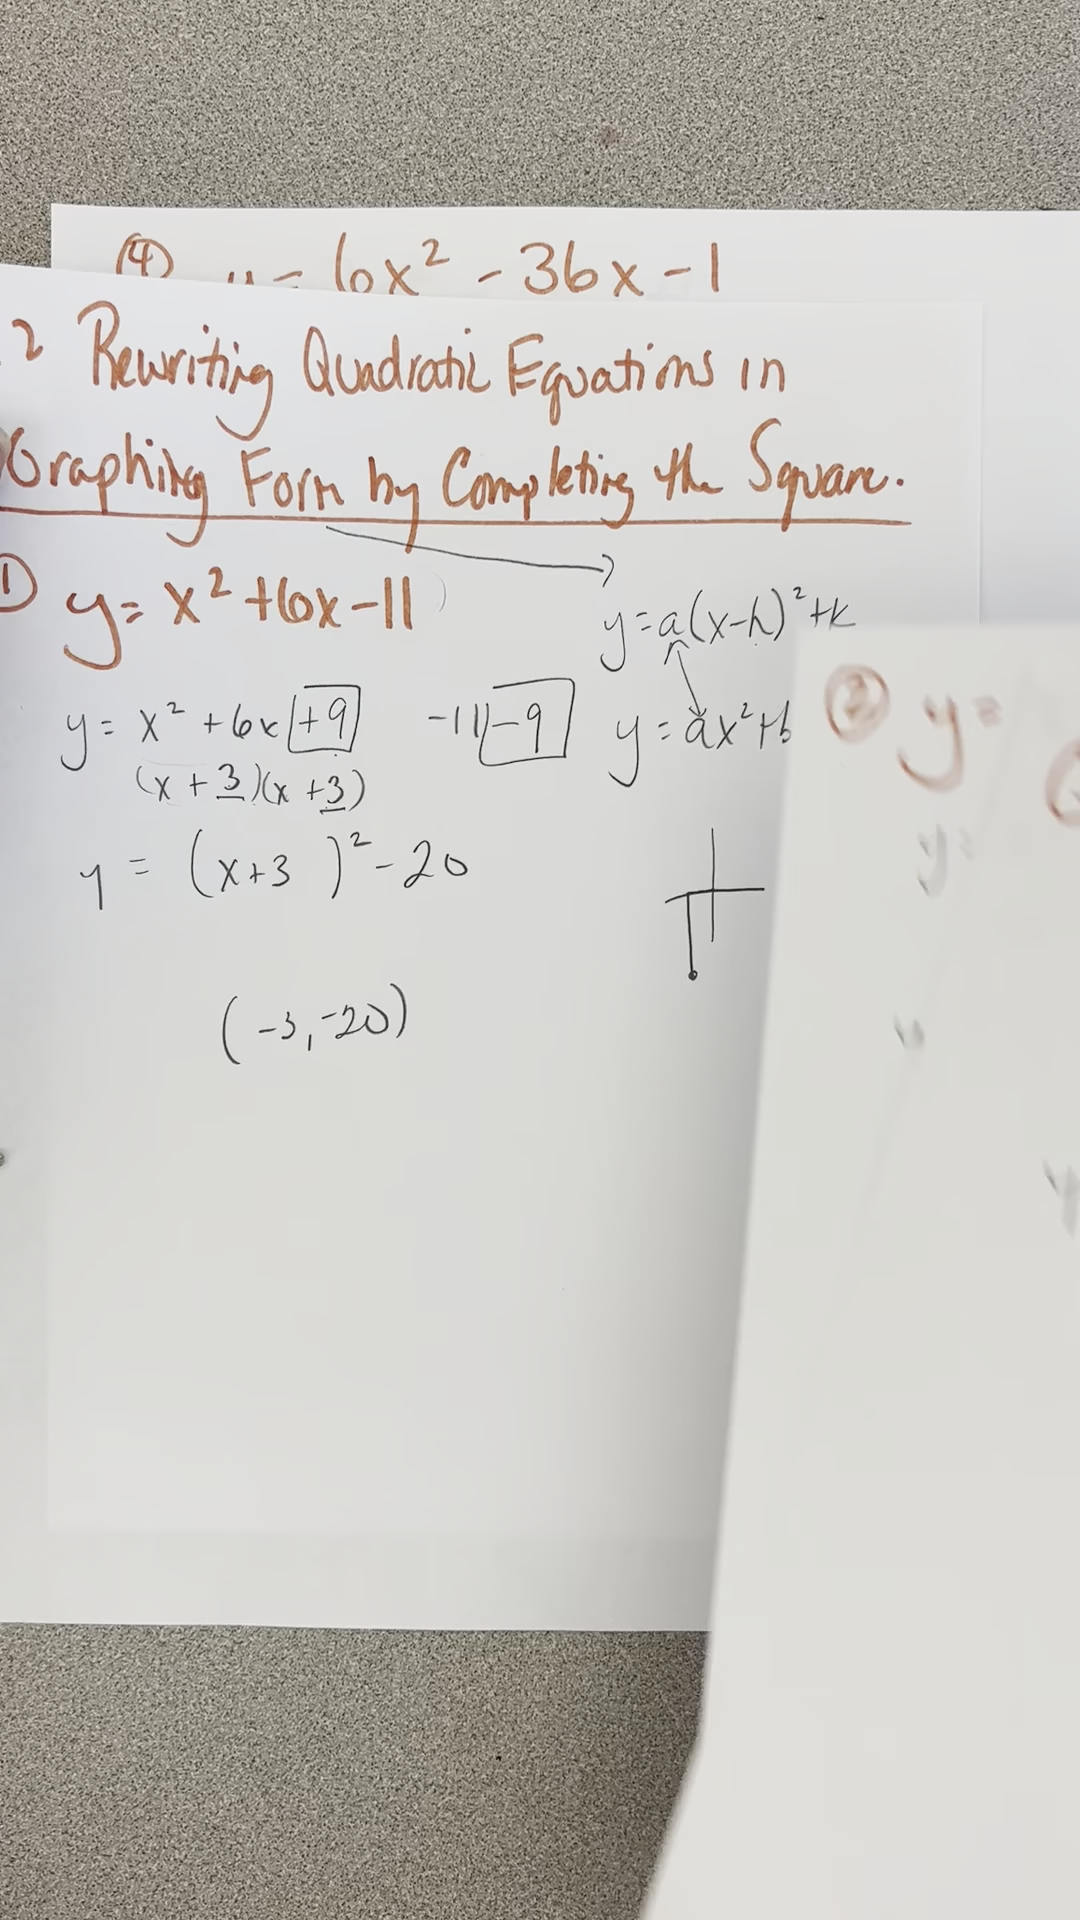 ④ y = 6x² - 36x - 1
2 Rewriting Quadratic Equations in
Graphing Form by Completing the Square.
① y = x² + 6x - 11
y = a(x-h)² + k
y = x² + 6x +9 -11 -9
y = ax² + b
(x + 3)(x + 3)
y = (x+3 )² - 20
(-3, -20)
② y =
y =
y
y